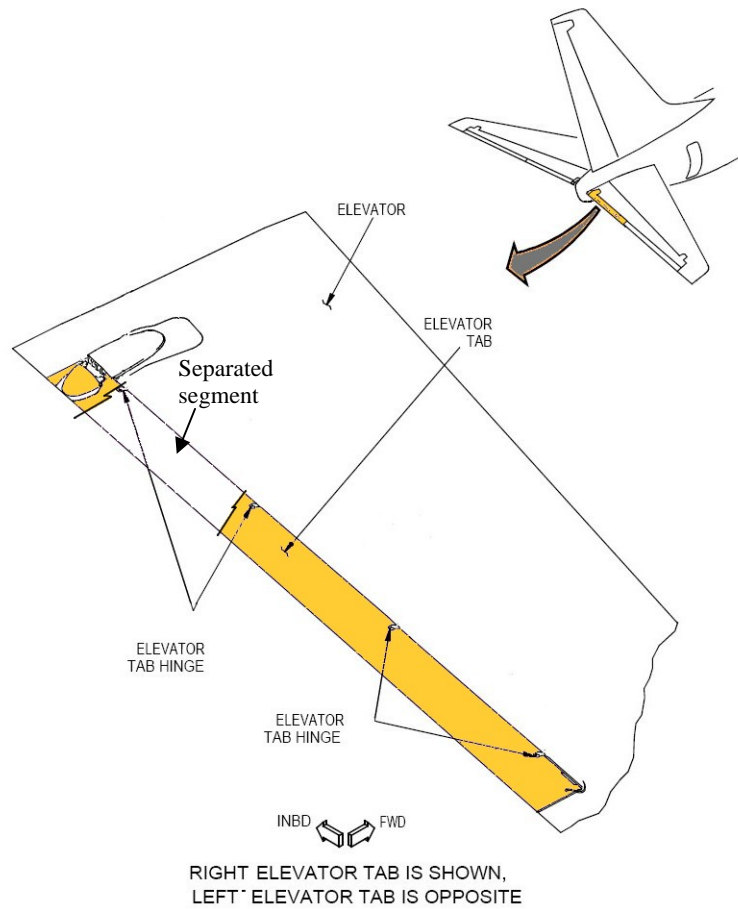 ELEVATOR
ELEVATOR
TAB
Separated
segment
ELEVATOR
TAB HINGE
ELEVATOR
TAB HINGE
INBD FWD
RIGHT ELEVATOR TAB IS SHOWN,
LEFT ELEVATOR TAB IS OPPOSITE